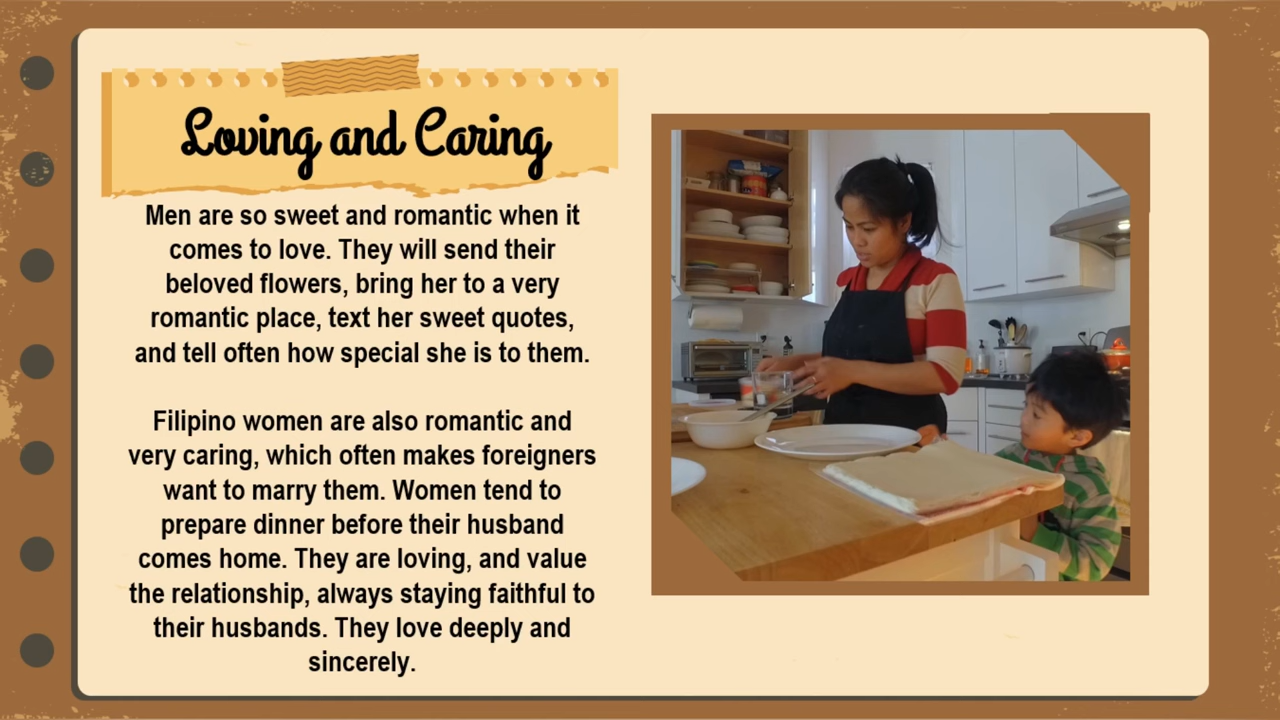 Loving and Caring
Men are so sweet and romantic when it
comes to love. They will send their
beloved flowers, bring her to a very
romantic place, text her sweet quotes,
and tell often how special she is to them.
Filipino women are also romantic and
very caring, which often makes foreigners
want to marry them. Women tend to
prepare dinner before their husband
comes home. They are loving, and value
the relationship, always staying faithful to
their husbands. They love deeply and
sincerely.